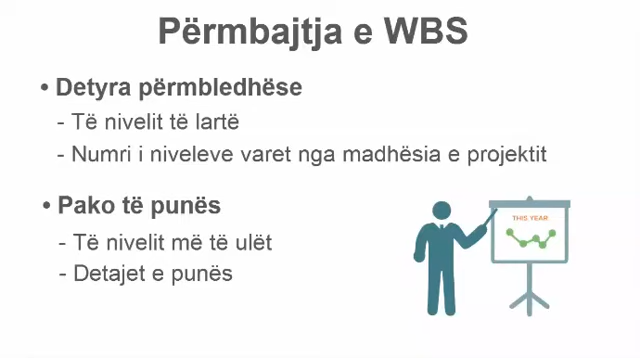 Përmbajtja e WBS
• Detyra përmbledhëse
- Të nivelit të lartë
- Numri i niveleve varet nga madhësia e projektit
• Pako të punës
- Të nivelit më të ulët
- Detajet e punës
THIS YEAR